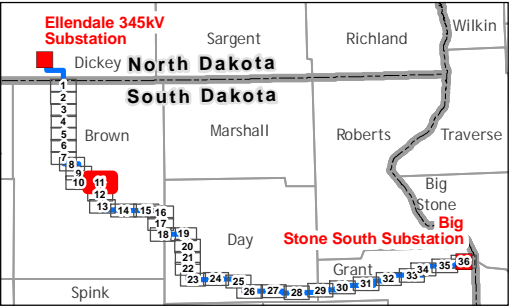 Ellendale 345kV
Substation
Sargent
Richland
Wilkin
Dickey
North Dakota
South Dakota
Brown
Marshall
Roberts
Traverse
Big
Stone
Big
Stone South Substation
Day
Grant
Spink
1
2
3
4
5
6
7
8
9
10
11
12
13
14
15
16
17
18
19
20
21
22
23
24
25
26
27
28
29
30
31
32
33
34
35
36